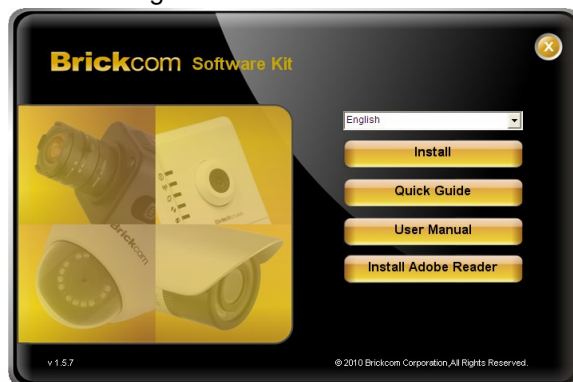 Brickcom Software Kit
English
Install
Quick Guide
User Manual
Install Adobe Reader
Brickcom
v 1.5.7
© 2010 Brickcom Corporation,All Rights Reserved.